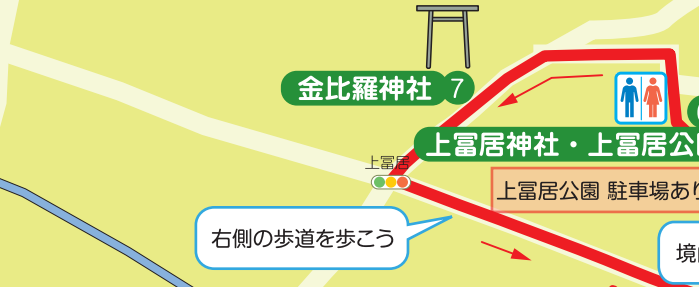 金比羅神社 7
上冨居神社・上冨居公
上冨居
上冨居公園 駐車場あ
右側の歩道を歩こう
境